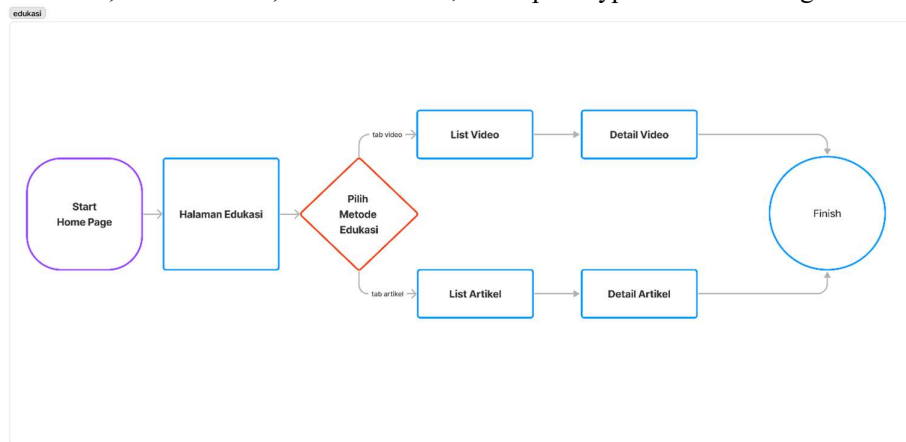 edukasi
Start
Home Page
Halaman Edukasi
Pilih
Metode
Edukasi
tab video
List Video
Detail Video
tab artikel
List Artikel
Detail Artikel
Finish